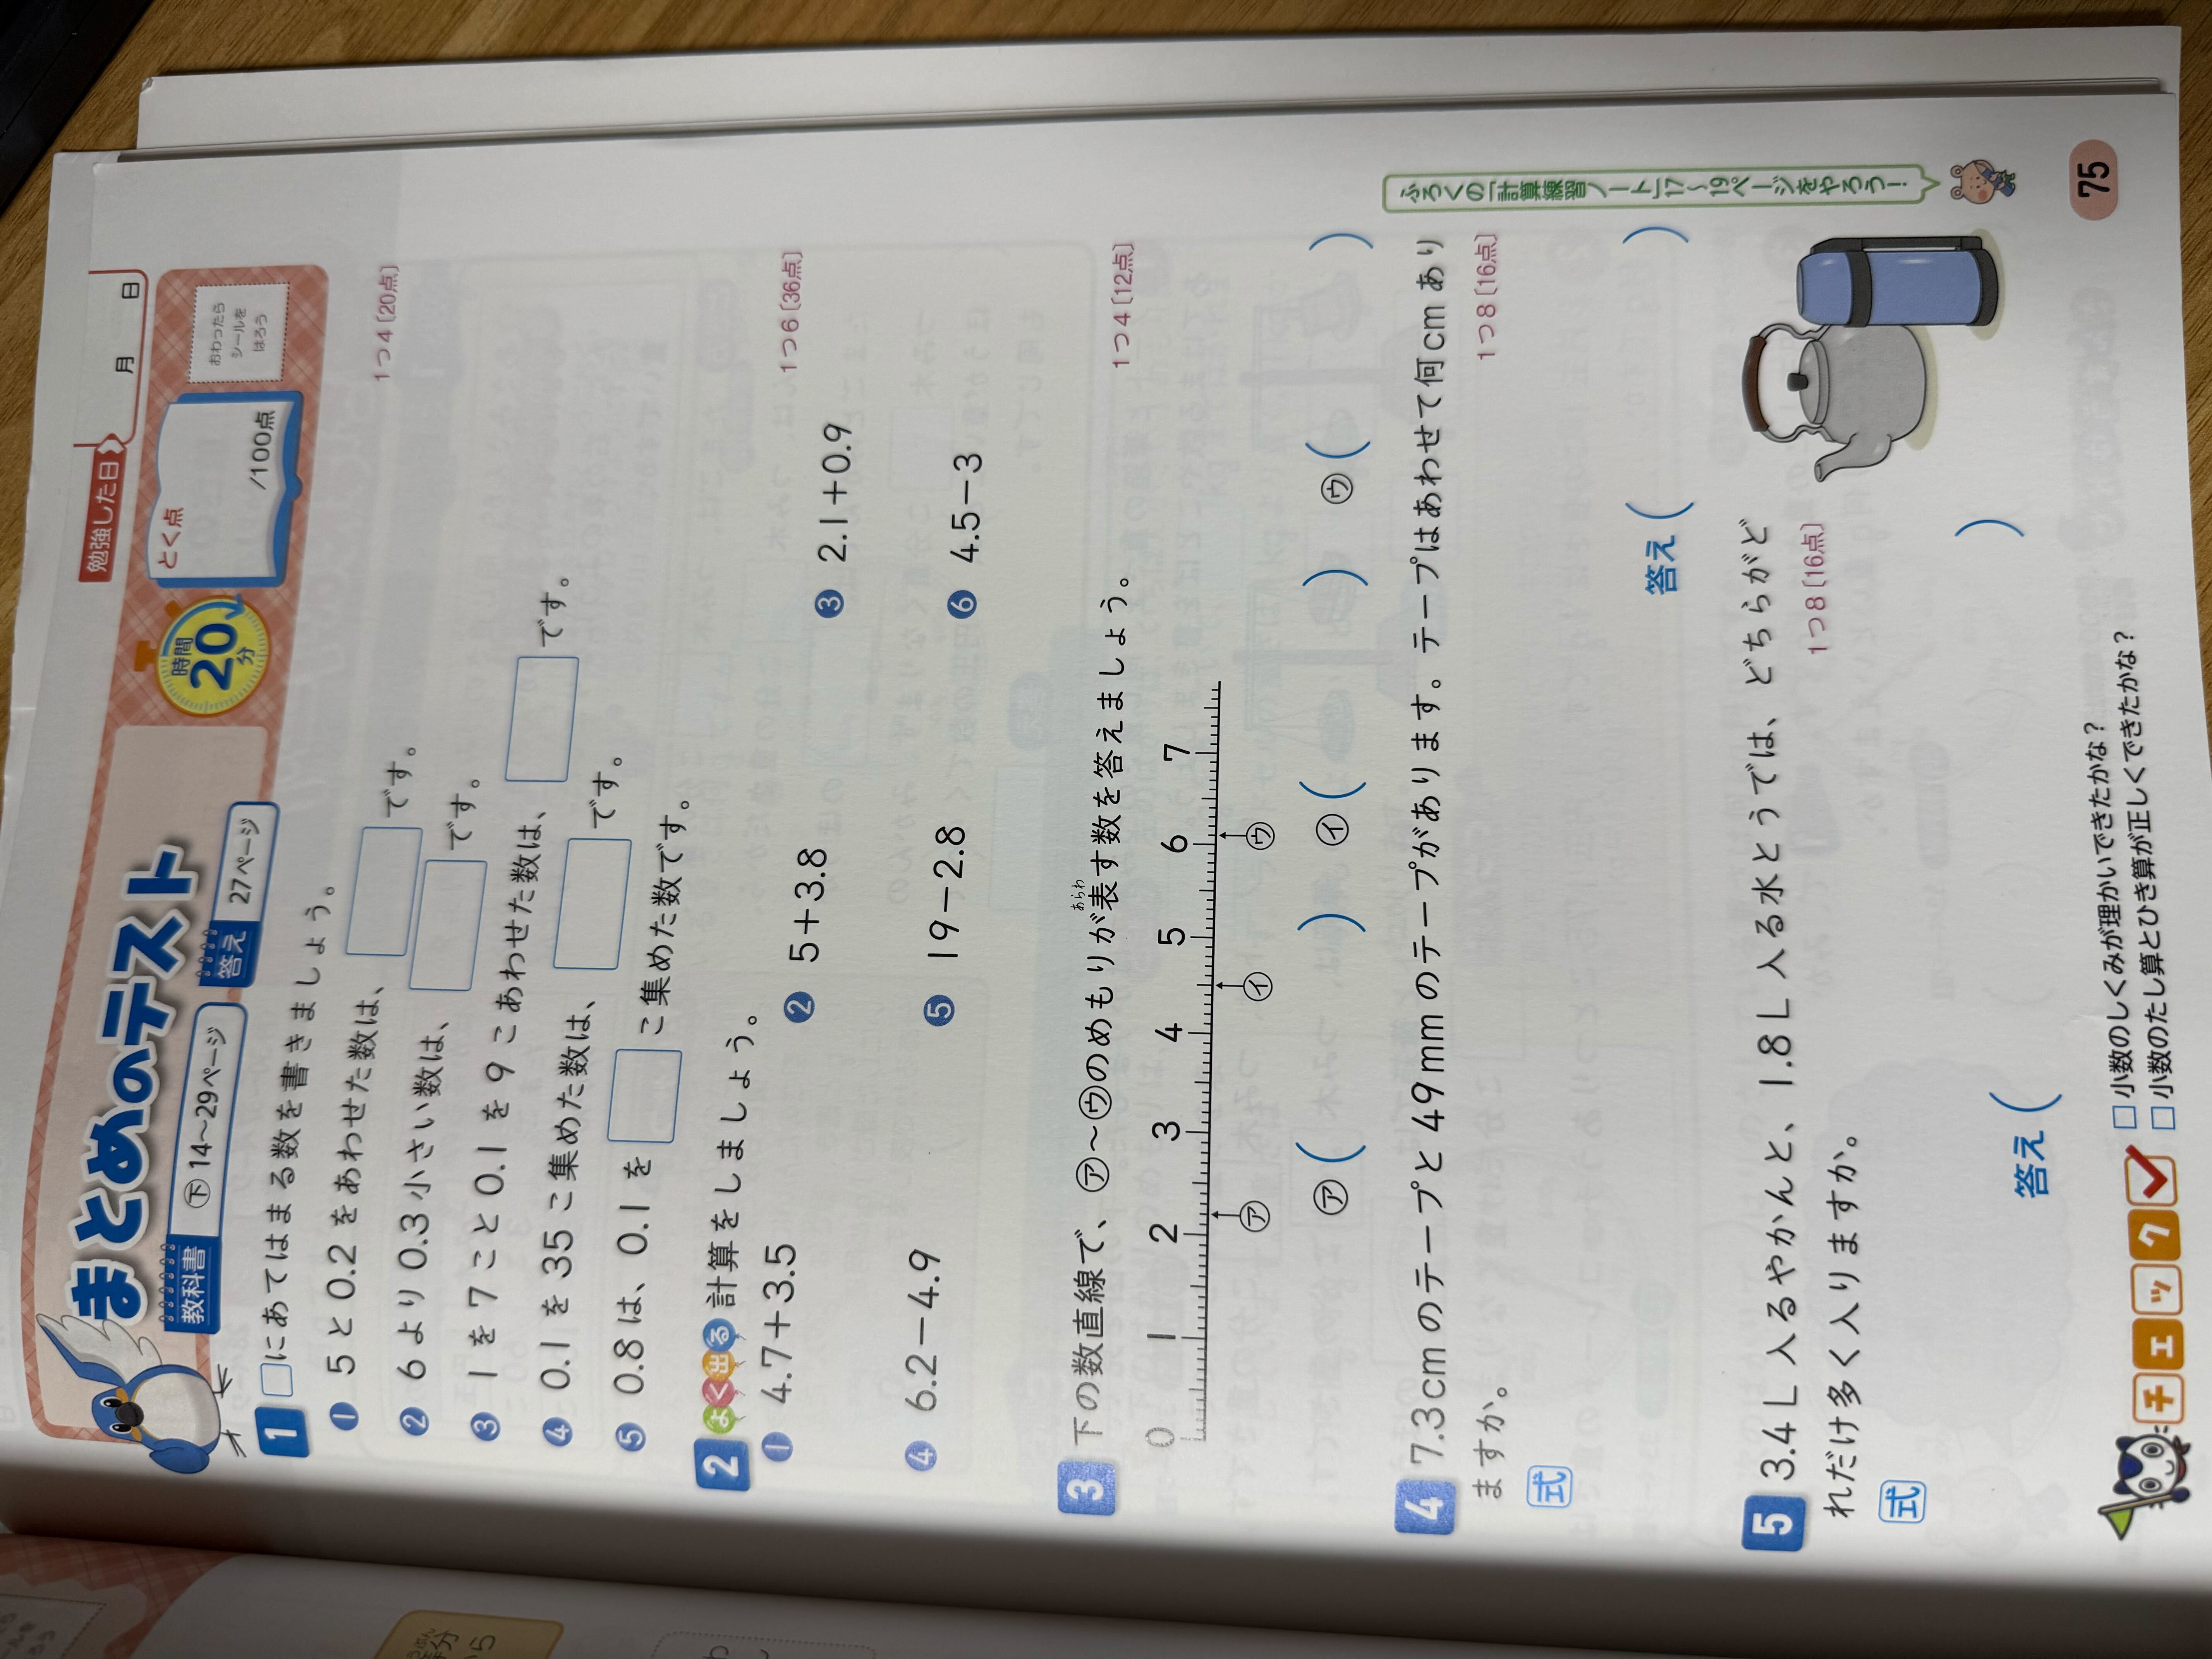 勉強した日 月 日
まとめのテスト
時間 20分
とく点 /100点
おわったら
シールを
はろう
教科書 下 14〜29ページ 答え 27ページ
1 □にあてはまる数を書きましょう。 1つ4〔20点〕
❶ 5と0.2をあわせた数は、□です。
❷ 6より0.3小さい数は、□です。
❸ 1を7こと0.1を9こあわせた数は、□です。
❹ 0.1を35こ集めた数は、□です。
❺ 0.8は、0.1を□こ集めた数です。
2 よく出る 計算をしましょう。 1つ6〔36点〕
❶ 4.7+3.5 ❷ 5+3.8 ❸ 2.1+0.9
❹ 6.2−4.9 ❺ 19−2.8 ❻ 4.5−3
3 下の数直線で、㋐〜㋒のめもりが表す数を答えましょう。 1つ4〔12点〕
あらわ
0 1 2 3 4 5 6 7
㋐ ㋑ ㋒
㋐( ) ㋑( ) ㋒( )
4 7.3cmのテープと49mmのテープがあります。テープはあわせて何cmあり
ますか。 1つ8〔16点〕
式
答え( )
5 3.4L入るやかんと、1.8L入る水とうでは、どちらがど
れだけ多く入りますか。 1つ8〔16点〕
式
答え( )
ふろくの「計算練習ノート」17〜19ページをやろう！
チェック
□小数のしくみが理かいできたかな？
□小数のたし算とひき算が正しくできたかな？
75